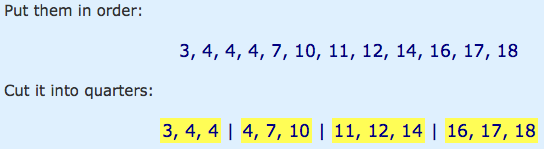 Put them in order:
3, 4, 4, 4, 7, 10, 11, 12, 14, 16, 17, 18
Cut it into quarters:
3, 4, 4 | 4, 7, 10 | 11, 12, 14 | 16, 17, 18